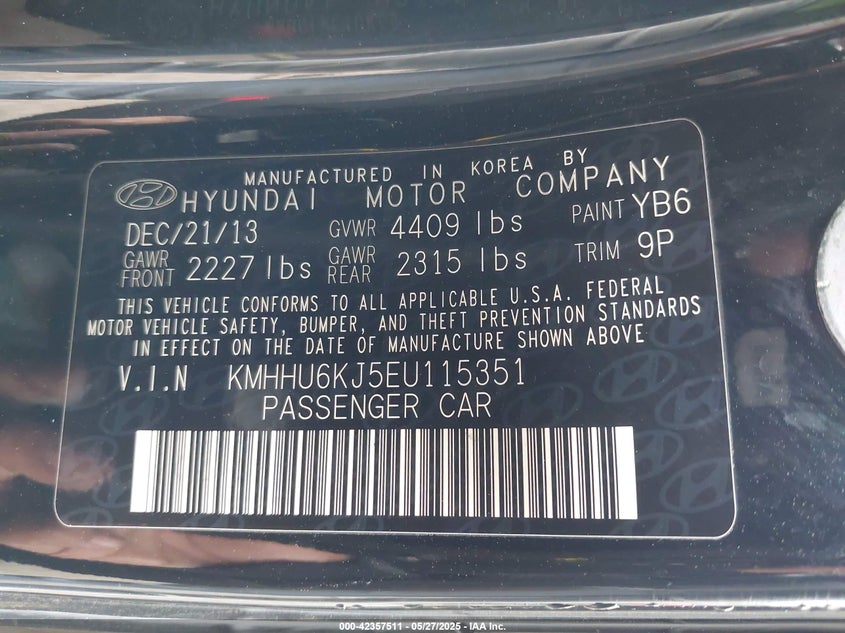 MANUFACTURED IN KOREA BY
HYUNDAI MOTOR COMPANY
DEC/21/13 GVWR 4409 lbs PAINT YB6
GAWR FRONT 2227 lbs GAWR REAR 2315 lbs TRIM 9P
THIS VEHICLE CONFORMS TO ALL APPLICABLE U.S.A. FEDERAL
MOTOR VEHICLE SAFETY, BUMPER, AND THEFT PREVENTION STANDARDS
IN EFFECT ON THE DATE OF MANUFACTURE SHOWN ABOVE
V.I.N KMHHU6KJ5EU115351
PASSENGER CAR
000-42357511 - 05/27/2025 - IAA Inc.